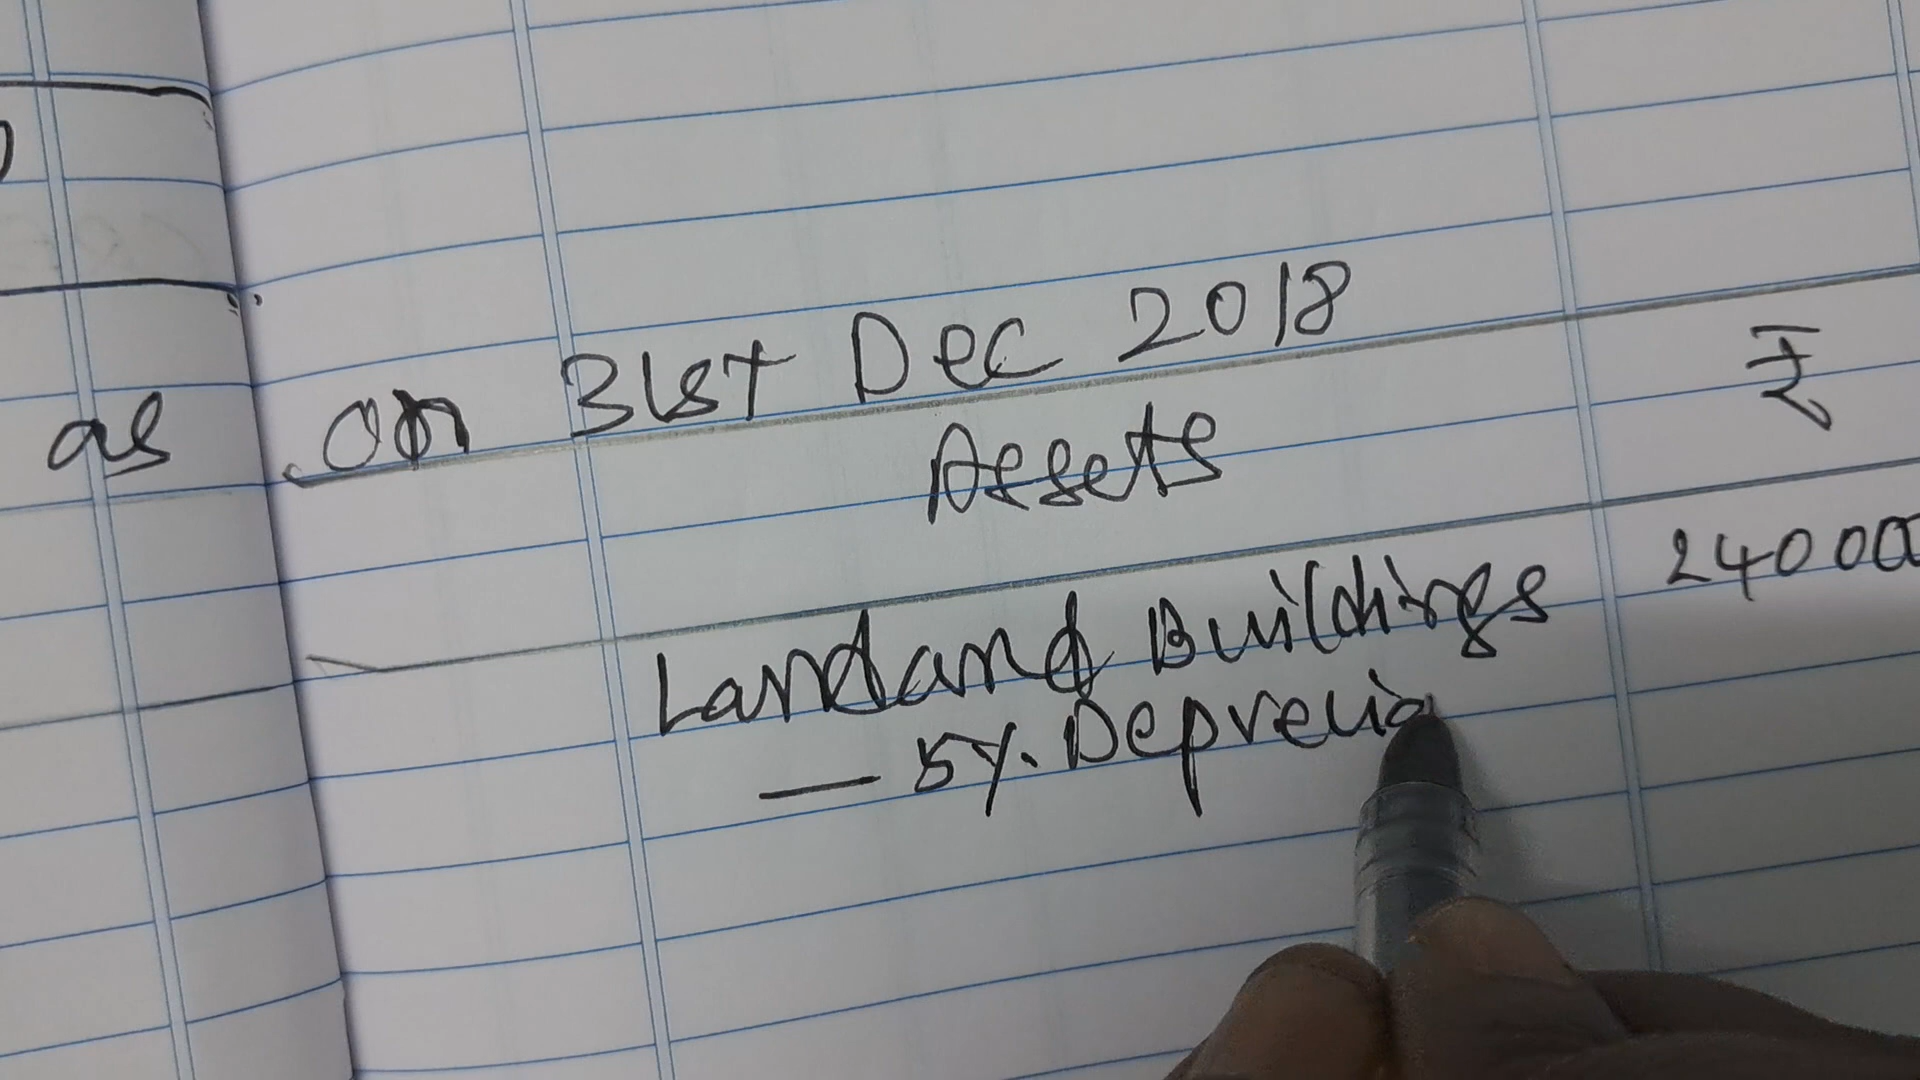 as on 31st Dec 2018
Assets ₹
Land and Buildings 24000
- 5% Deprecia